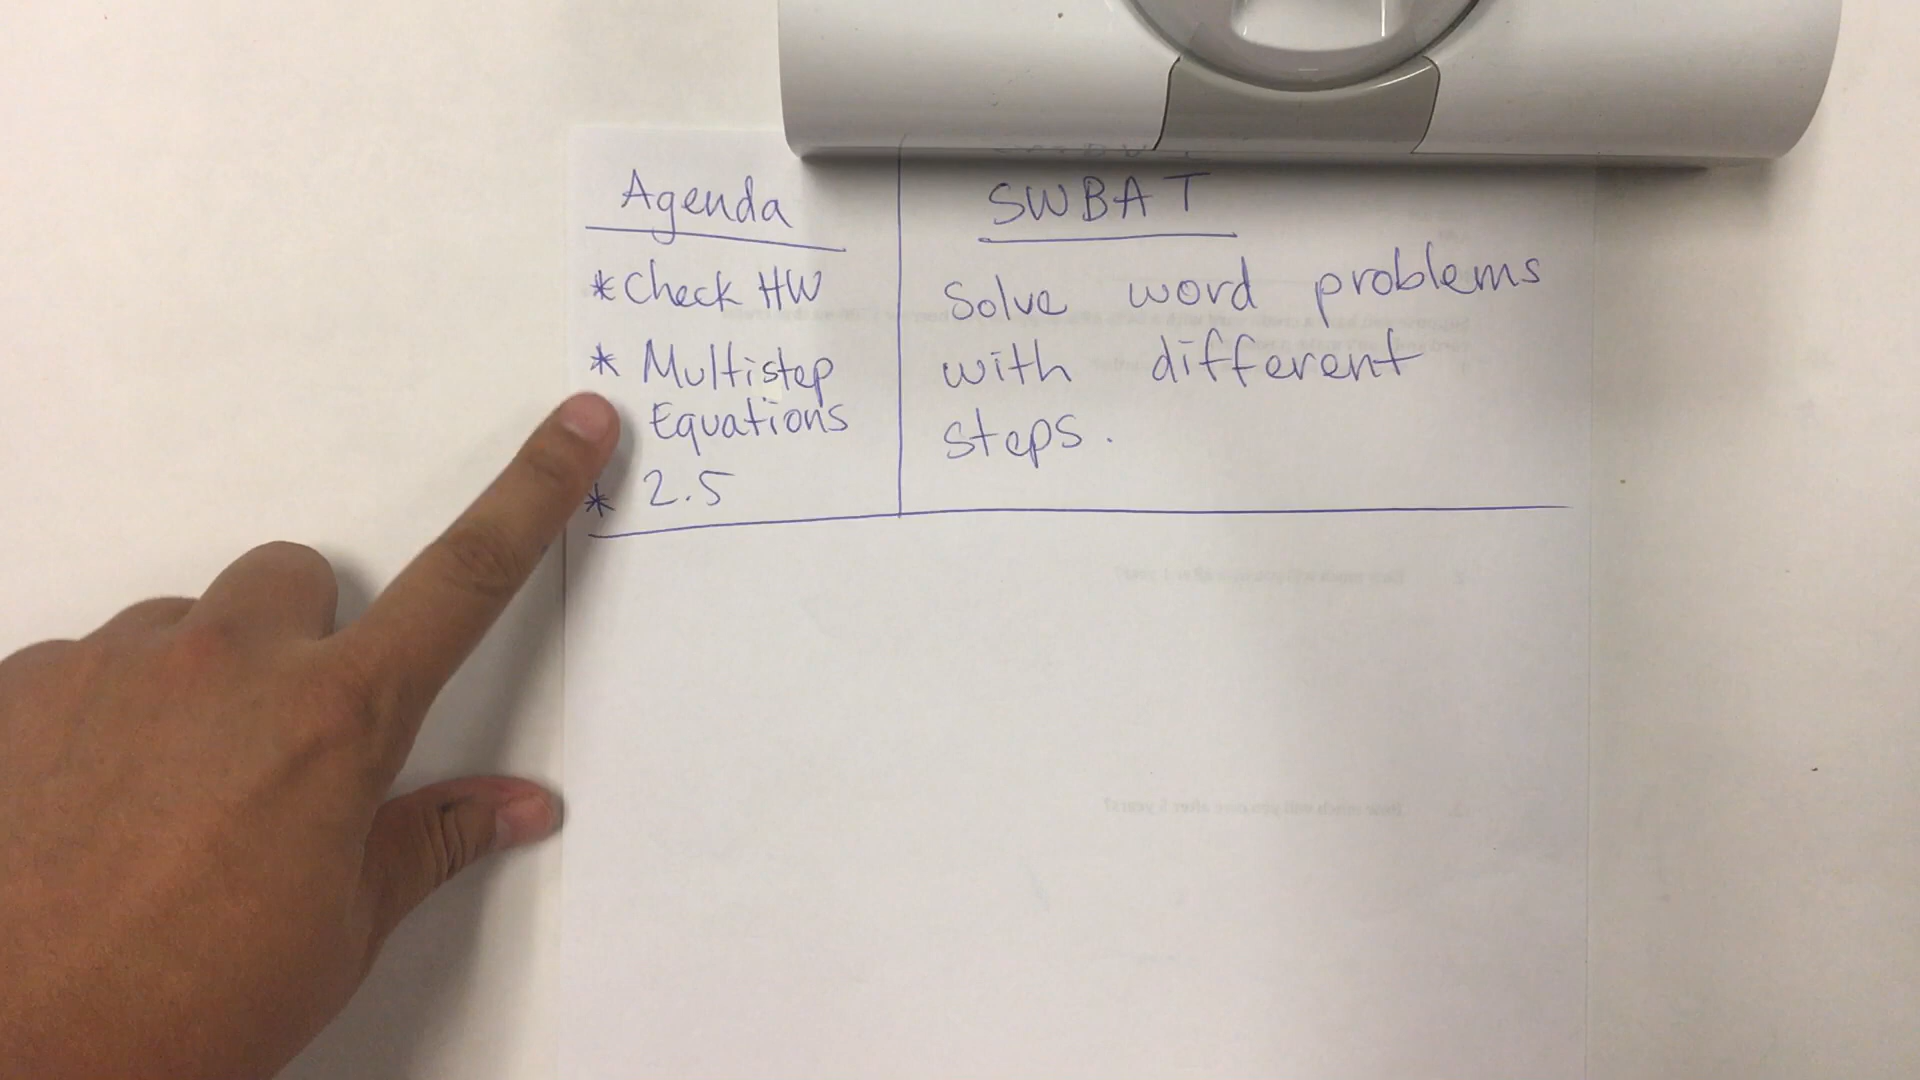 Agenda
* Check HW
* Multistep
Equations
* 2.5
SWBAT
Solve word problems
with different
steps.